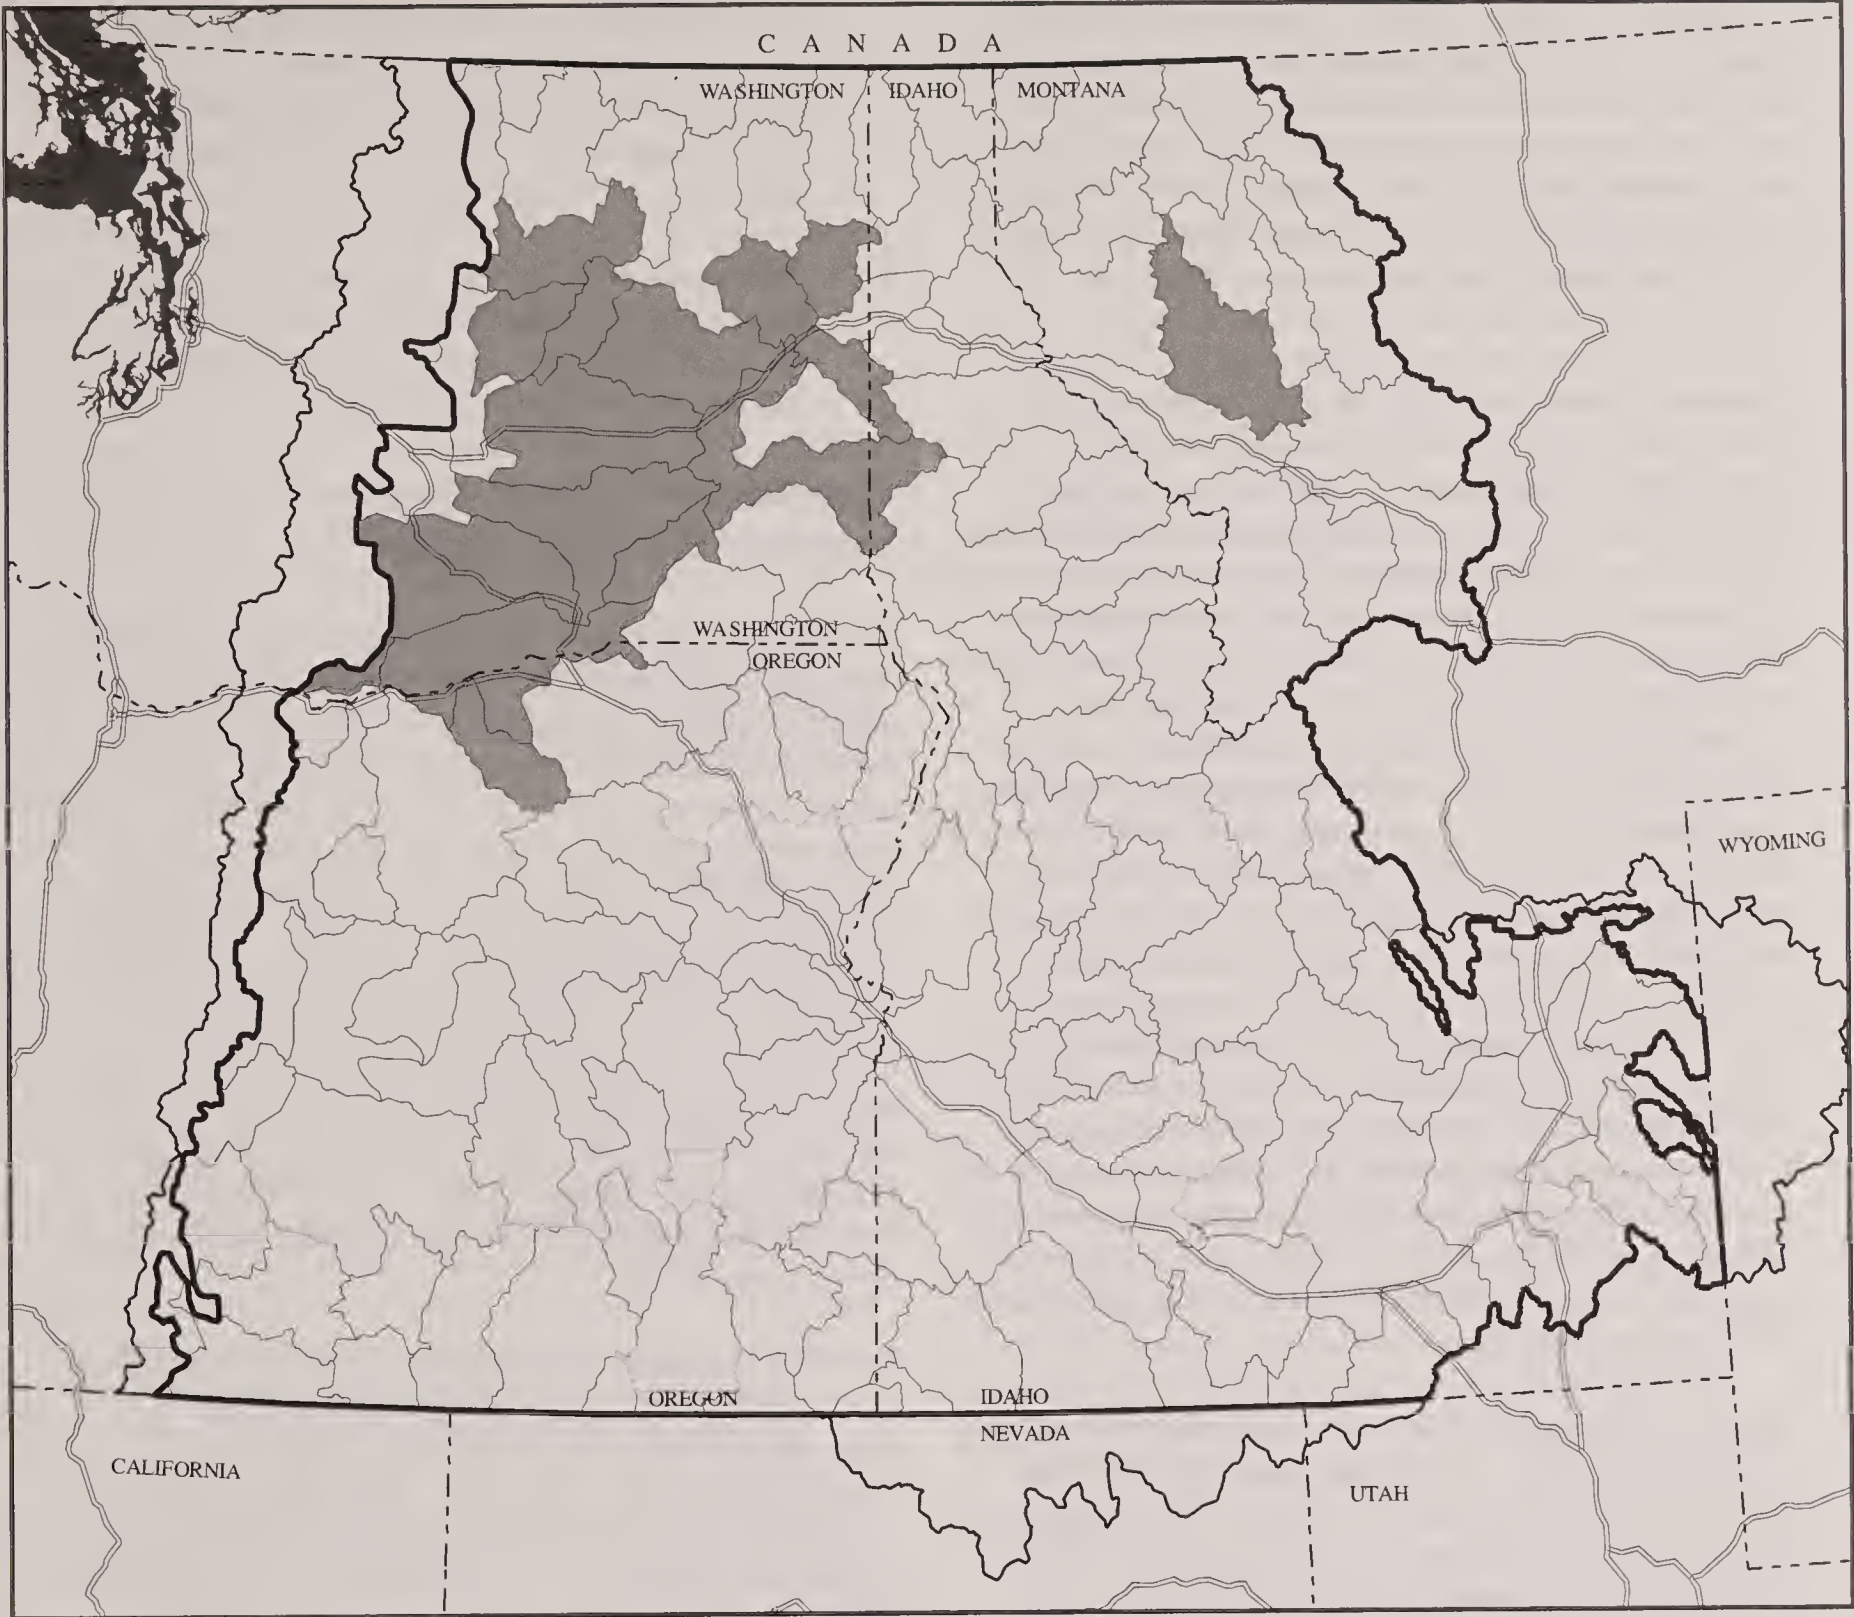 C A N A D A
WASHINGTON IDAHO MONTANA
WASHINGTON
OREGON
WYOMING
OREGON IDAHO
NEVADA
CALIFORNIA
UTAH